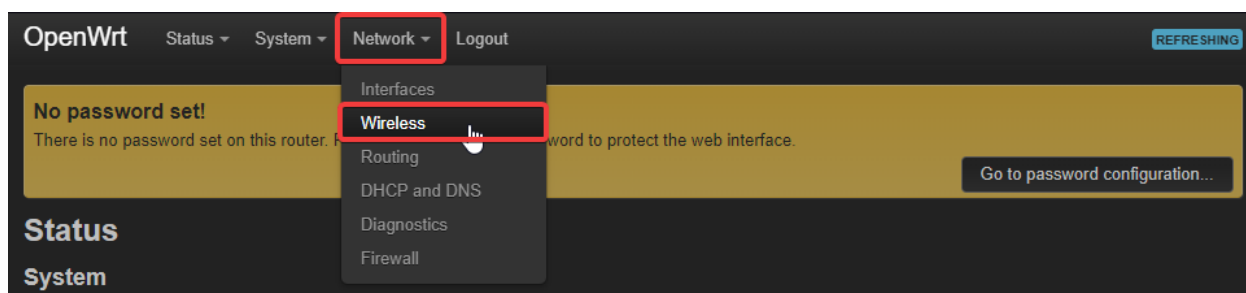 OpenWrt Status System Network Logout REFRESHING
Interfaces
No password set!
Wireless
There is no password set on this router. word to protect the web interface.
Routing
Go to password configuration...
DHCP and DNS
Status
Diagnostics
Firewall
System